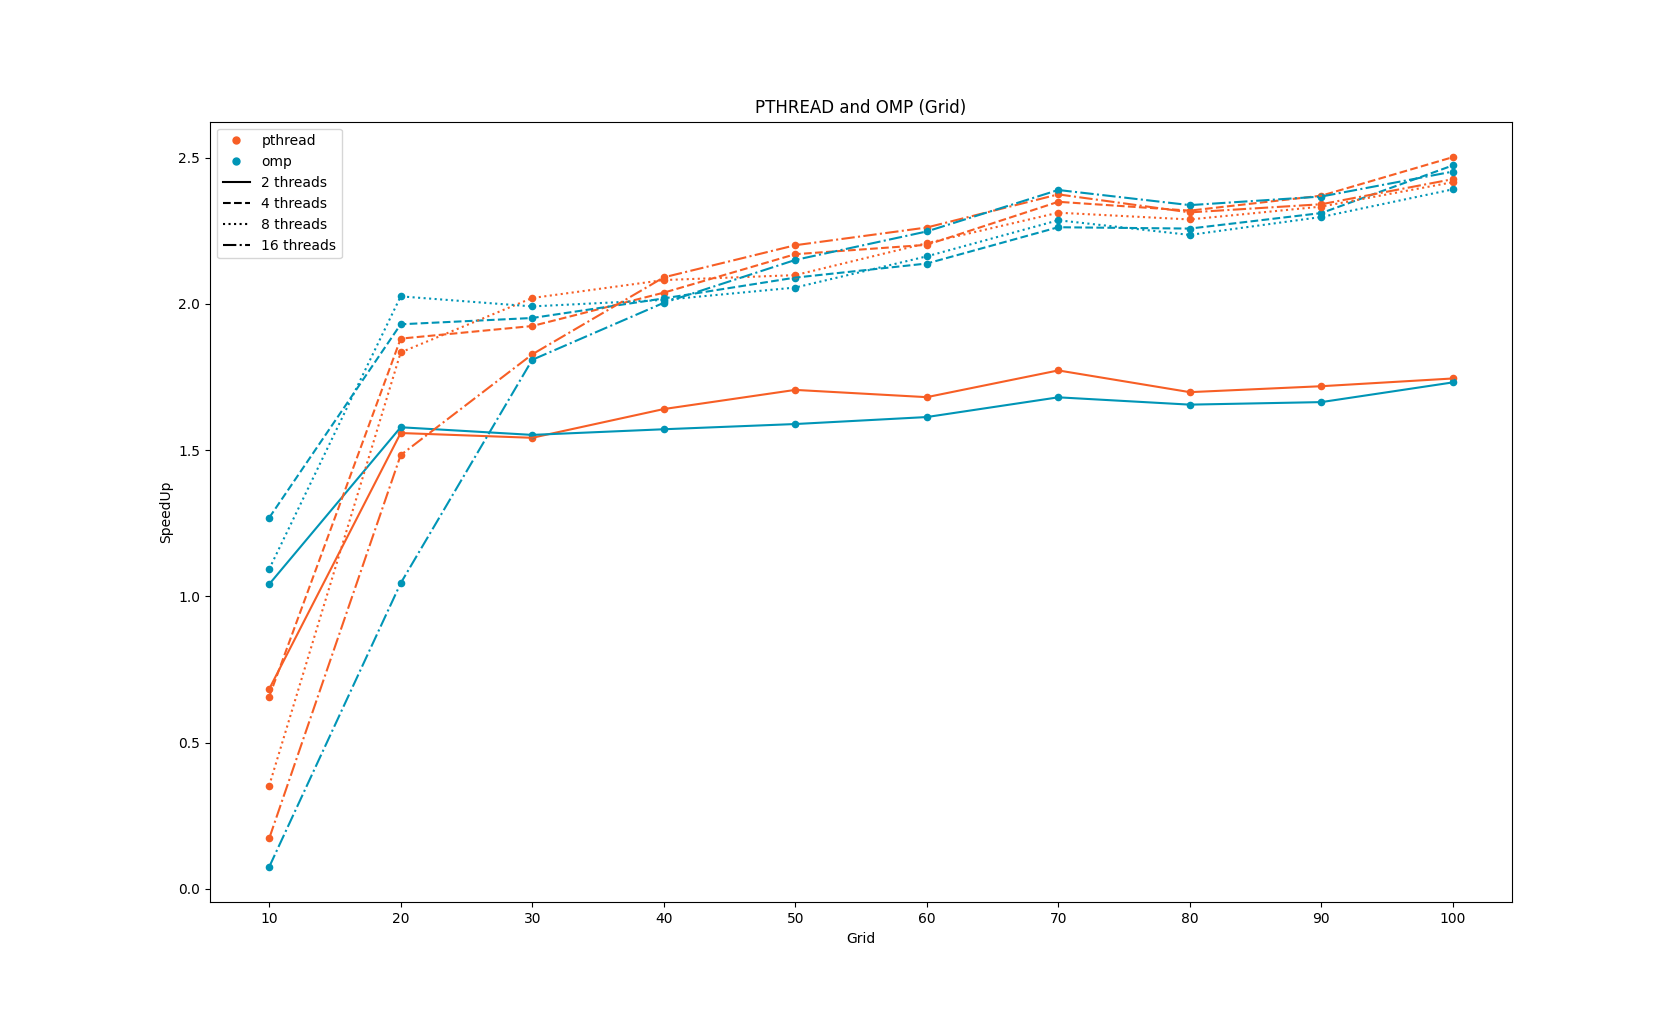 PTHREAD and OMP (Grid)
pthread
omp
2 threads
4 threads
8 threads
16 threads
2.5
2.0
1.5
1.0
0.5
0.0
SpeedUp
10 20 30 40 50 60 70 80 90 100
Grid